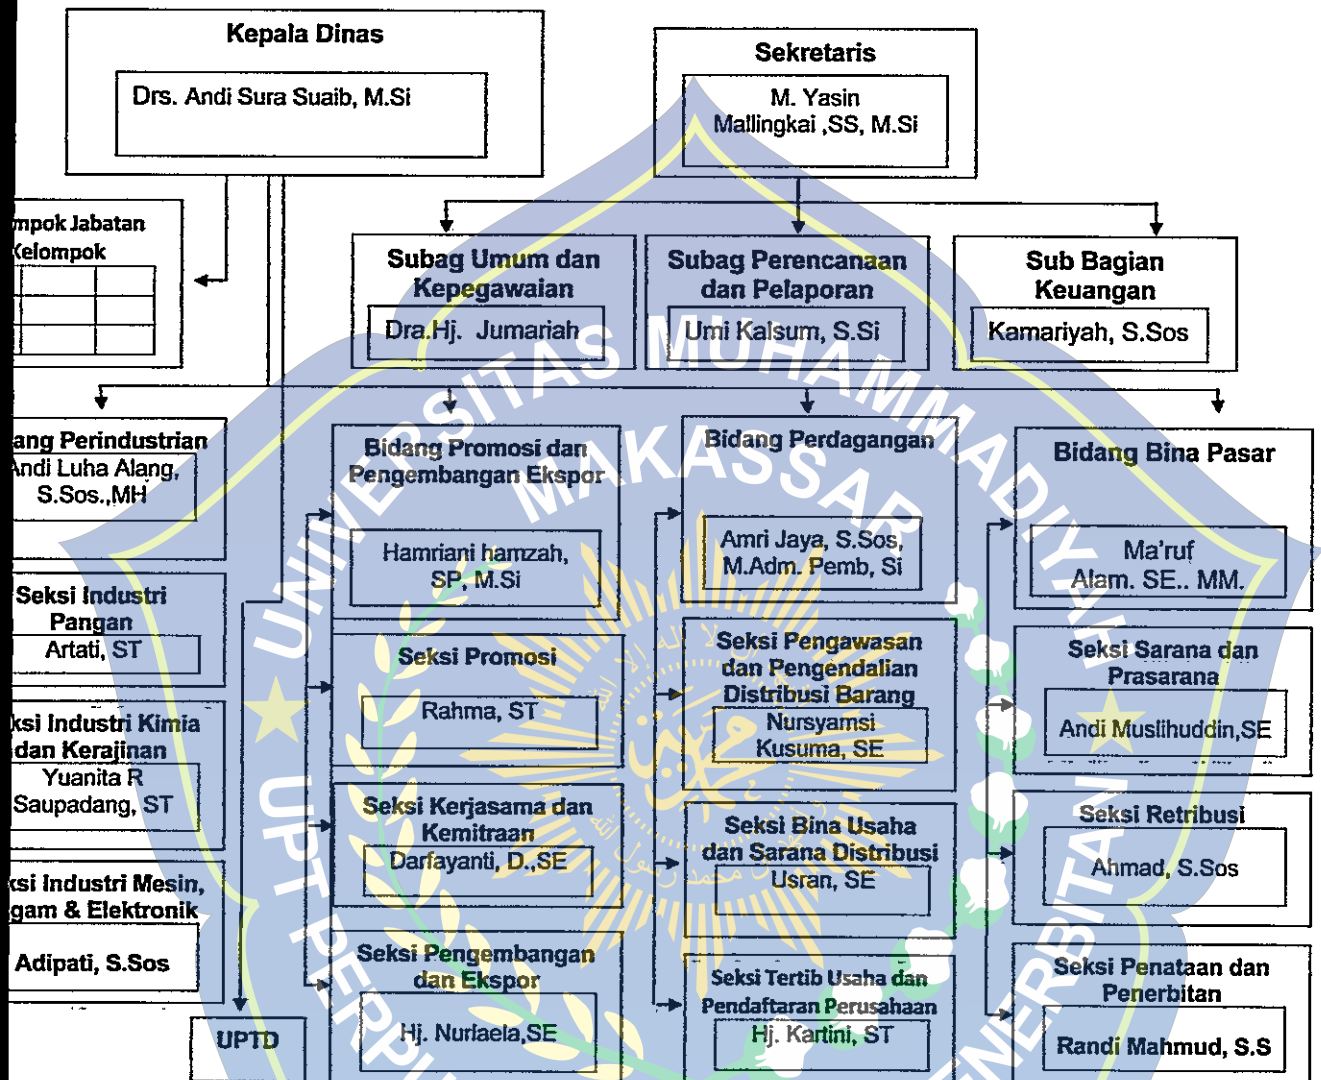 Kepala Dinas
Drs. Andi Sura Suaib, M.Si
Sekretaris
M. Yasin
Mallingkai ,SS, M.Si
mpok Jabatan
Kelompok
Subag Umum dan
Kepegawaian
Dra.Hj. Jumariah
Subag Perencanaan
dan Pelaporan
Umi Kalsum, S.Si
Sub Bagian
Keuangan
Kamariyah, S.Sos
ang Perindustrian
Andi Luha Alang,
S.Sos.,MH
Seksi Industri
Pangan
Artati, ST
ksi Industri Kimia
dan Kerajinan
Yuanita R
Saupadang, ST
ksi Industri Mesin,
gam & Elektronik
Adipati, S.Sos
UPTD
Bidang Promosi dan
Pengembangan Ekspor
Hamriani hamzah,
SP, M.Si
Seksi Promosi
Rahma, ST
Seksi Kerjasama dan
Kemitraan
Darfayanti, D.,SE
Seksi Pengembangan
dan Ekspor
Hj. Nurlaela,SE
Bidang Perdagangan
Amri Jaya, S.Sos,
M.Adm. Pemb, Si
Seksi Pengawasan
dan Pengendalian
Distribusi Barang
Nursyamsi
Kusuma, SE
Seksi Bina Usaha
dan Sarana Distribusi
Usran, SE
Seksi Tertib Usaha dan
Pendaftaran Perusahaan
Hj. Kartini, ST
Bidang Bina Pasar
Ma'ruf
Alam. SE.. MM.
Seksi Sarana dan
Prasarana
Andi Muslihuddin,SE
Seksi Retribusi
Ahmad, S.Sos
Seksi Penataan dan
Penerbitan
Randi Mahmud, S.S
UNIVERSITAS MUHAMMADIYAH
MAKASSAR
UPT PERPU
ENERBITAN